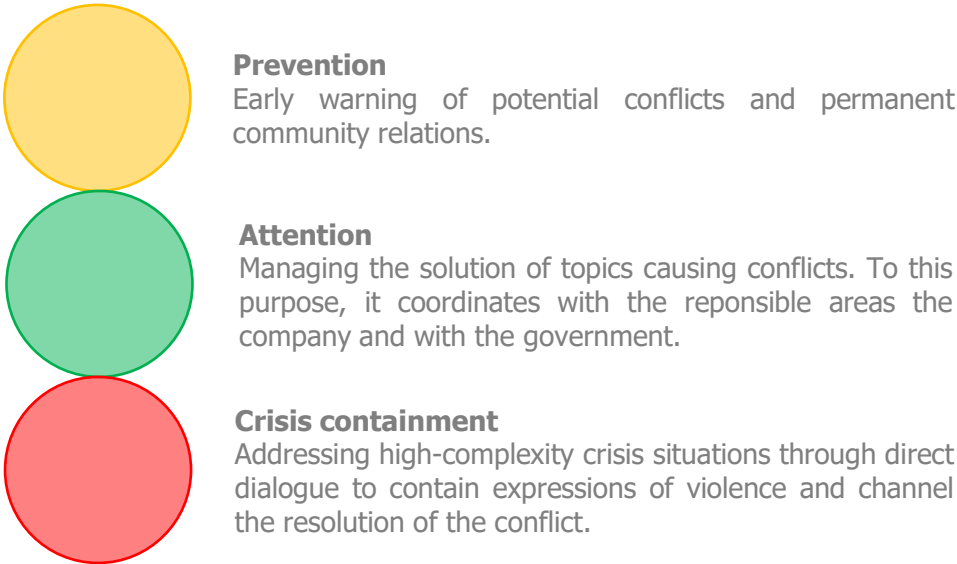 Prevention
Early warning of potential conflicts and permanent
community relations.
Attention
Managing the solution of topics causing conflicts. To this
purpose, it coordinates with the reponsible areas the
company and with the government.
Crisis containment
Addressing high-complexity crisis situations through direct
dialogue to contain expressions of violence and channel
the resolution of the conflict.